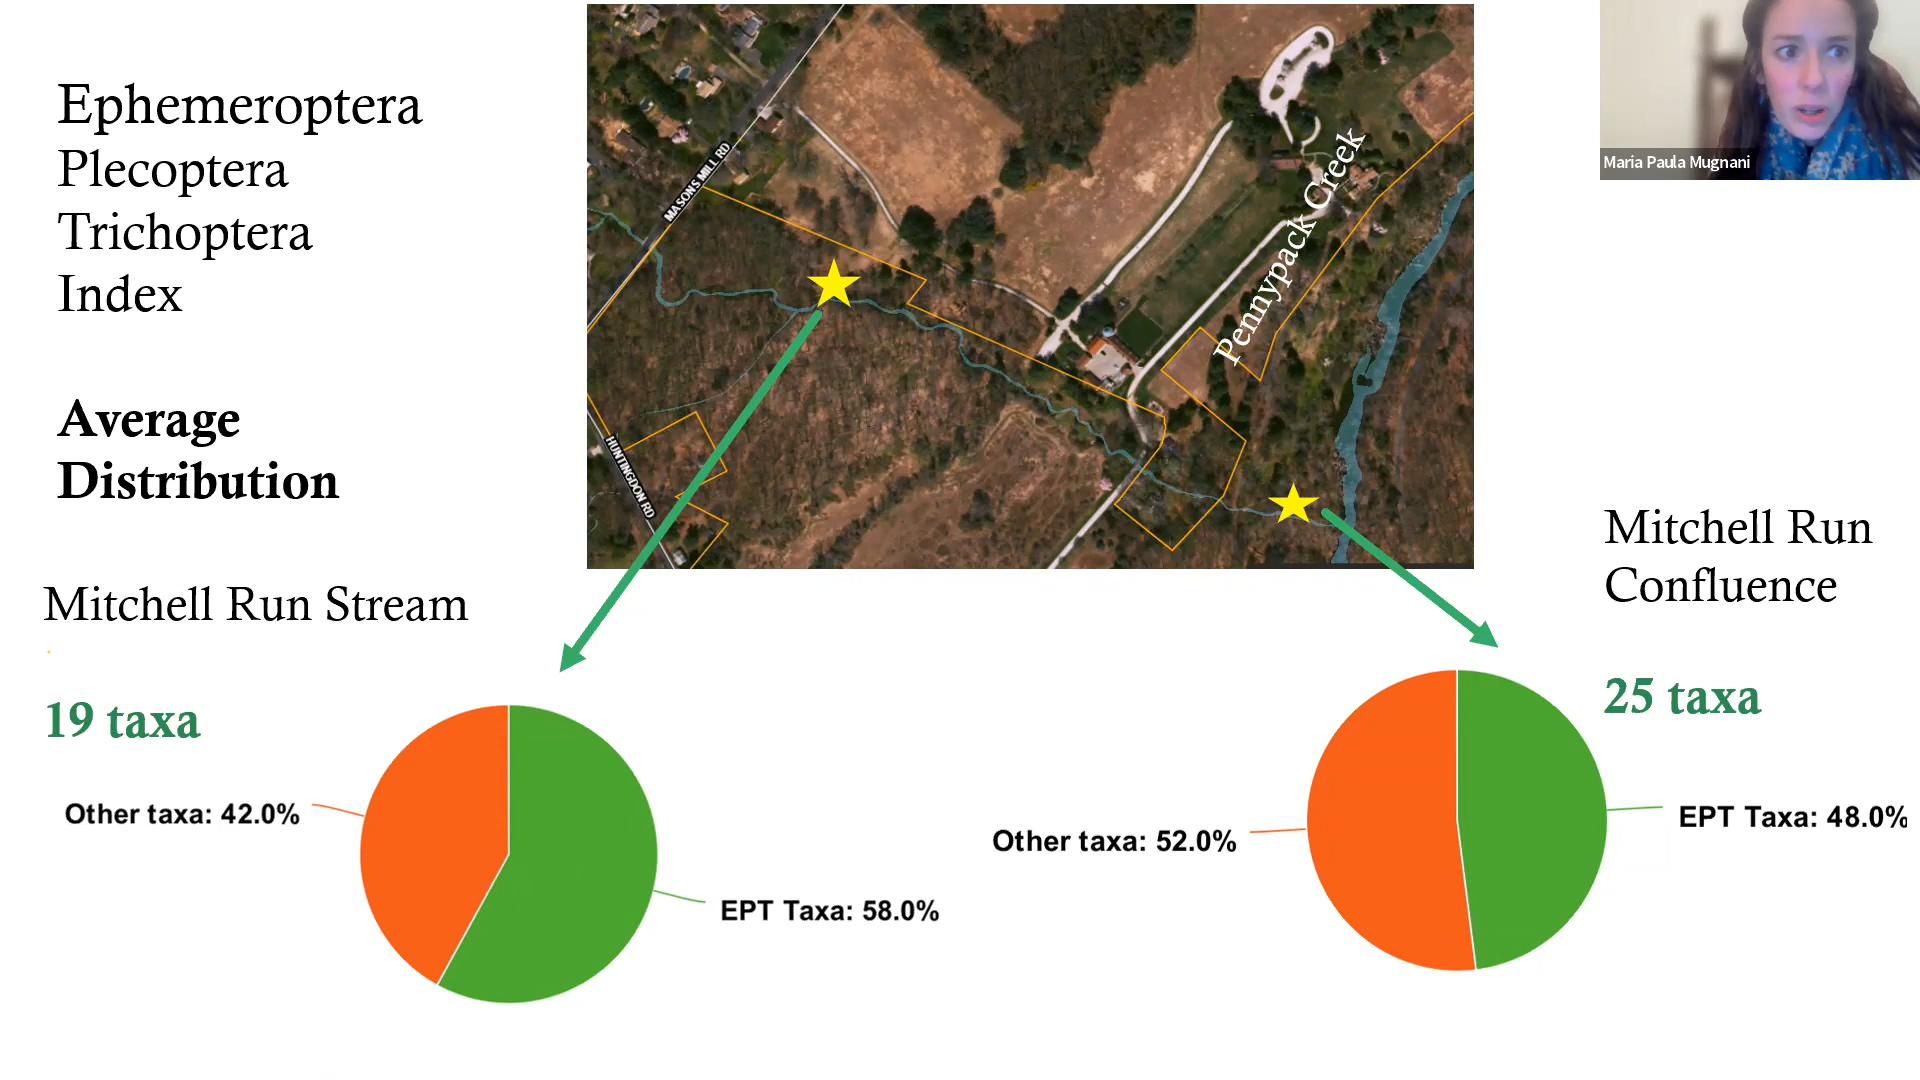 Ephemeroptera
Plecoptera
Trichoptera
Index
Average
Distribution
MASONS MILL RD
HUNTINGDON RD
Pennypack Creek
Maria Paula Mugnani
Mitchell Run Stream
19 taxa
Other taxa: 42.0%
EPT Taxa: 58.0%
Mitchell Run
Confluence
25 taxa
Other taxa: 52.0%
EPT Taxa: 48.0%